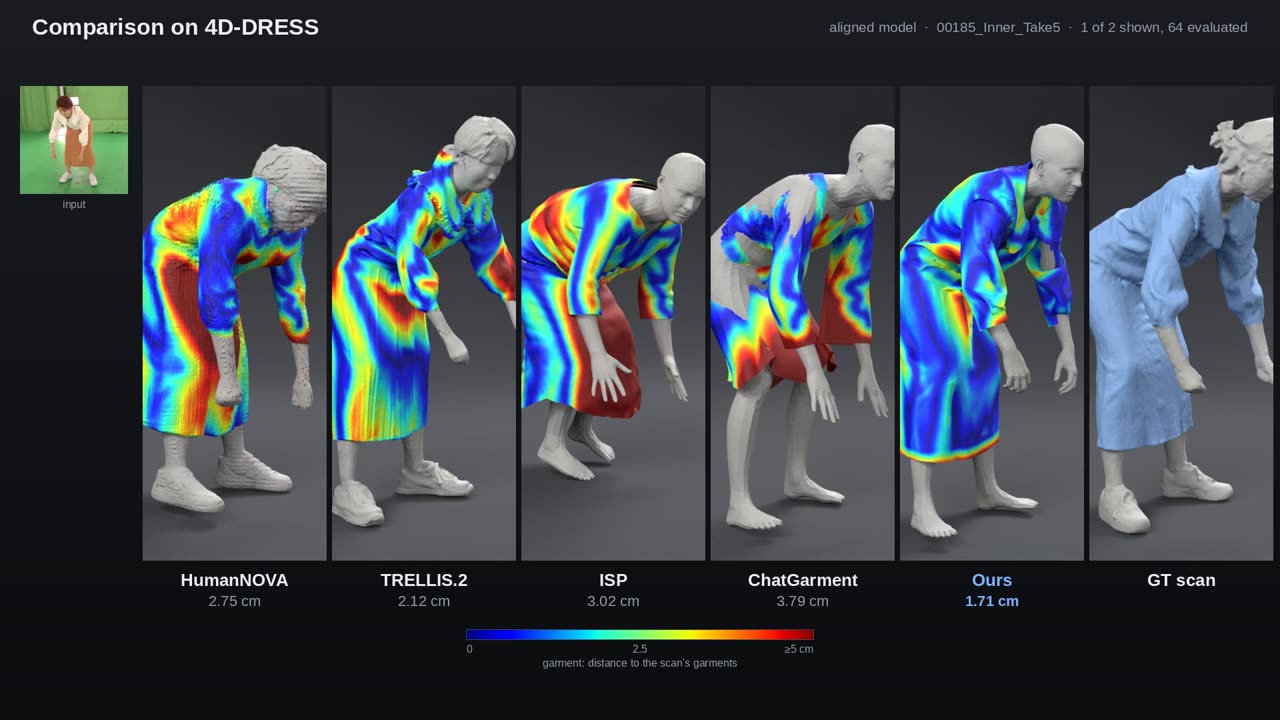 Comparison on 4D-DRESS
aligned model · 00185_Inner_Take5 · 1 of 2 shown, 64 evaluated
input
HumanNOVA
2.75 cm
TRELLIS.2
2.12 cm
ISP
3.02 cm
ChatGarment
3.79 cm
Ours
1.71 cm
GT scan
0 2.5 ≥5 cm
garment: distance to the scan's garments